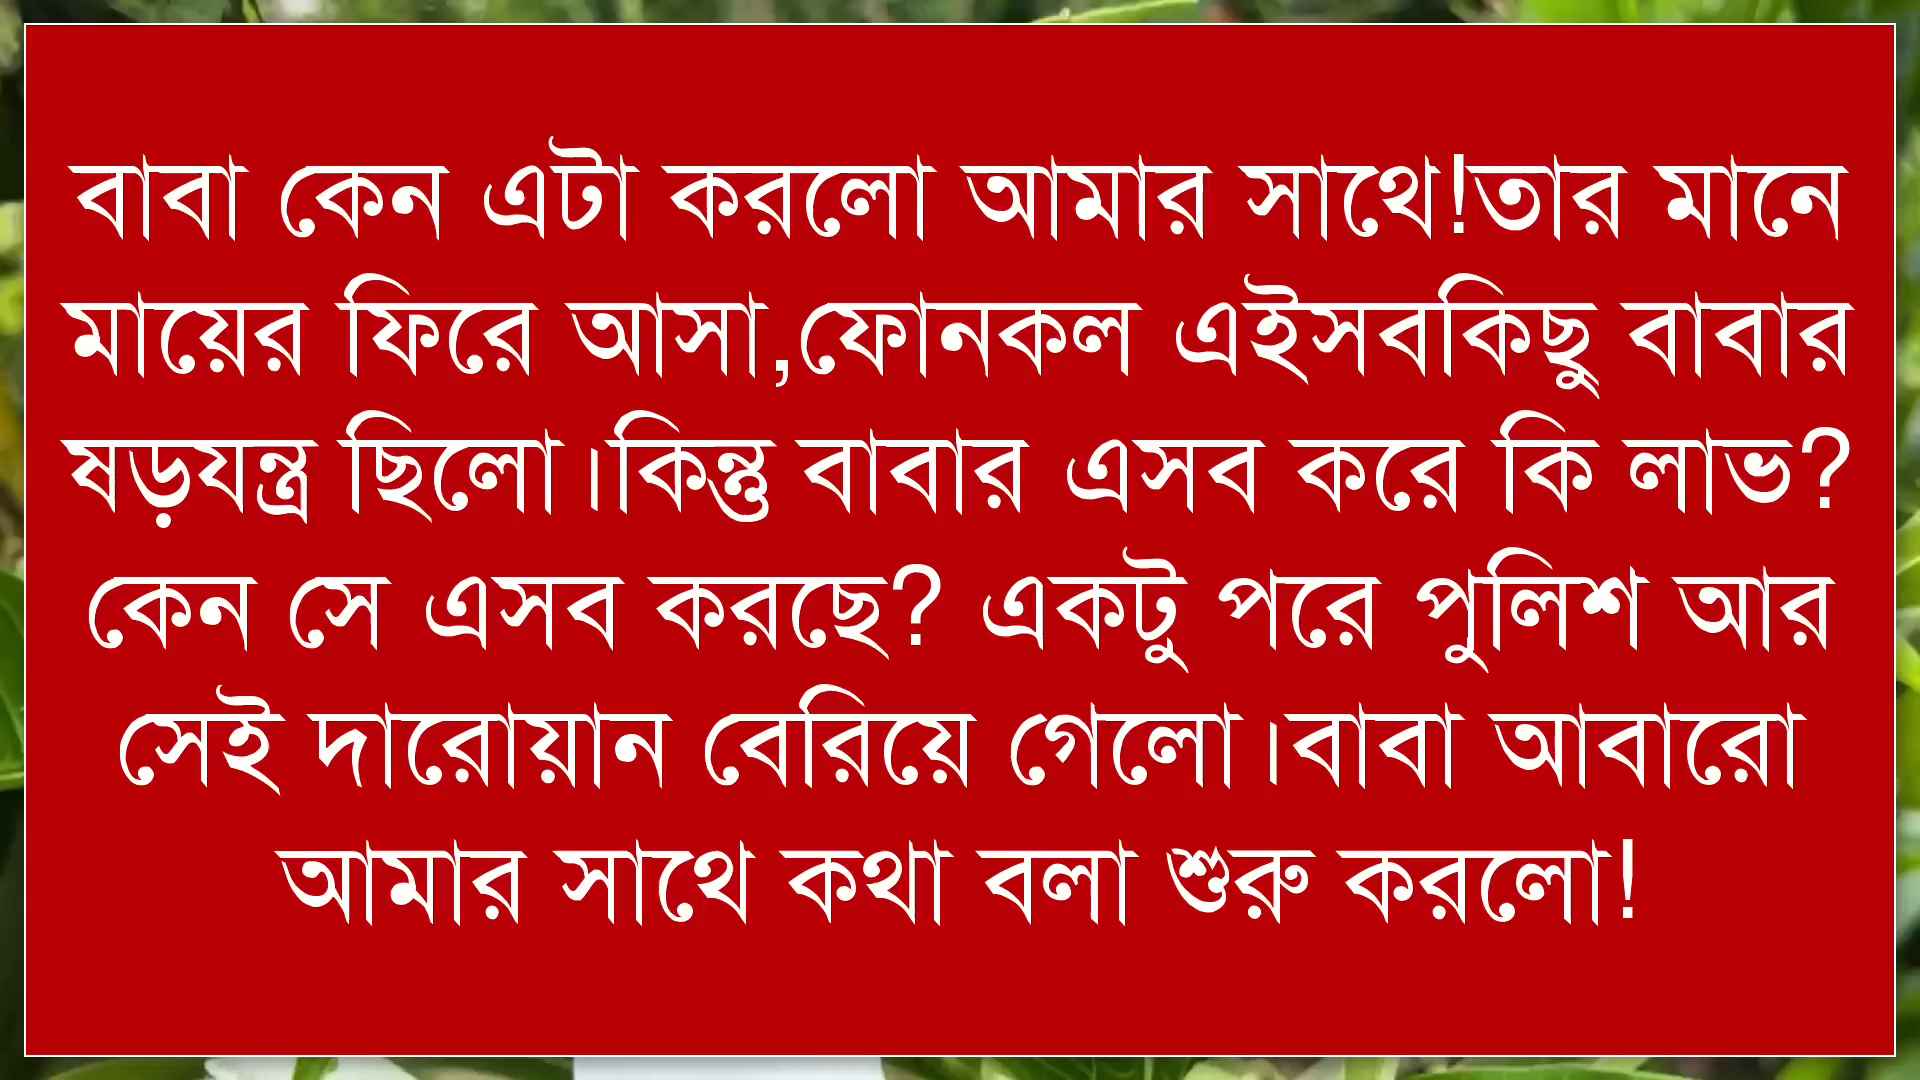 বাবা কেন এটা করলো আমার সাথে!তার মানে
মায়ের ফিরে আসা,ফোনকল এইসবকিছু বাবার
ষড়যন্ত্র ছিলো।কিন্তু বাবার এসব করে কি লাভ?
কেন সে এসব করছে? একটু পরে পুলিশ আর
সেই দারোয়ান বেরিয়ে গেলো।বাবা আবারো
আমার সাথে কথা বলা শুরু করলো!